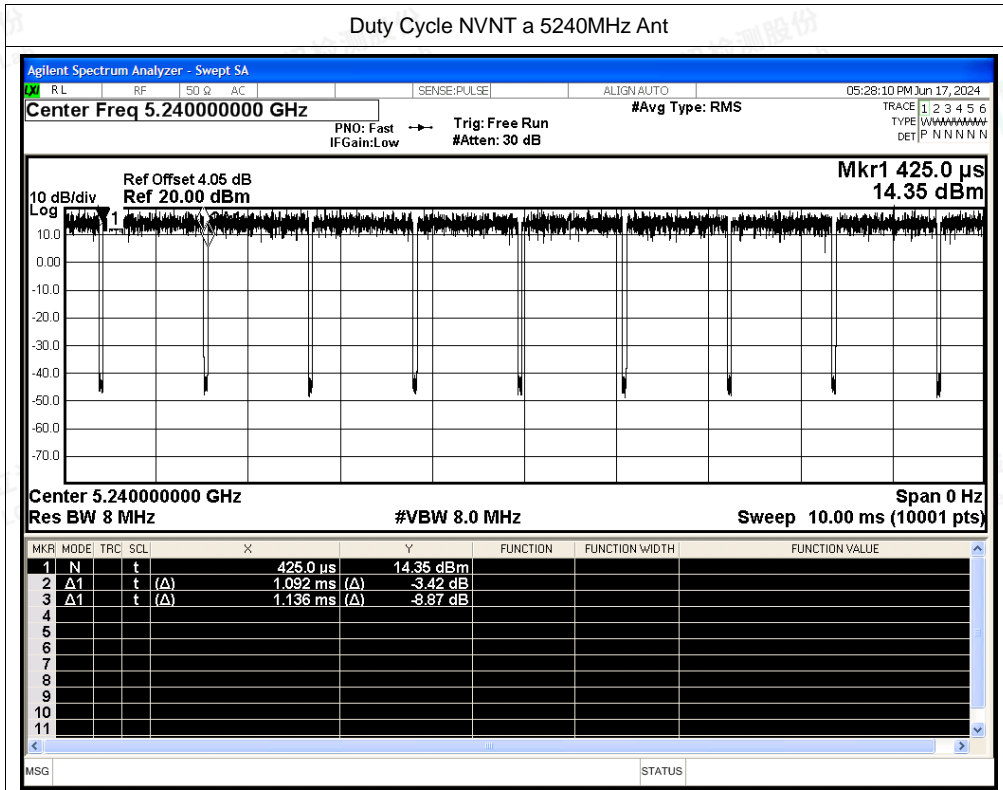 Duty Cycle NVNT a 5240MHz Ant
Agilent Spectrum Analyzer - Swept SA
LXI RL RF 50 Ω AC SENSE:PULSE ALIGN AUTO 05:28:10 PM Jun 17, 2024
Center Freq 5.240000000 GHz #Avg Type: RMS TRACE 1 2 3 4 5 6
PNO: Fast Trig: Free Run TYPE WWWWWW
IFGain:Low #Atten: 30 dB DET P N N N N N
Mkr1 425.0 µs
Ref Offset 4.05 dB
10 dB/div Ref 20.00 dBm 14.35 dBm
Log
1
10.0
0.00
-10.0
-20.0
-30.0
-40.0
-50.0
-60.0
-70.0
Center 5.240000000 GHz Span 0 Hz
Res BW 8 MHz #VBW 8.0 MHz Sweep 10.00 ms (10001 pts)
MKR MODE TRC SCL X Y FUNCTION FUNCTION WIDTH FUNCTION VALUE
1 N t 425.0 µs 14.35 dBm
2 Δ1 t (Δ) 1.092 ms (Δ) -3.42 dB
3 Δ1 t (Δ) 1.136 ms (Δ) -8.87 dB
4
5
6
7
8
9
10
11
MSG STATUS